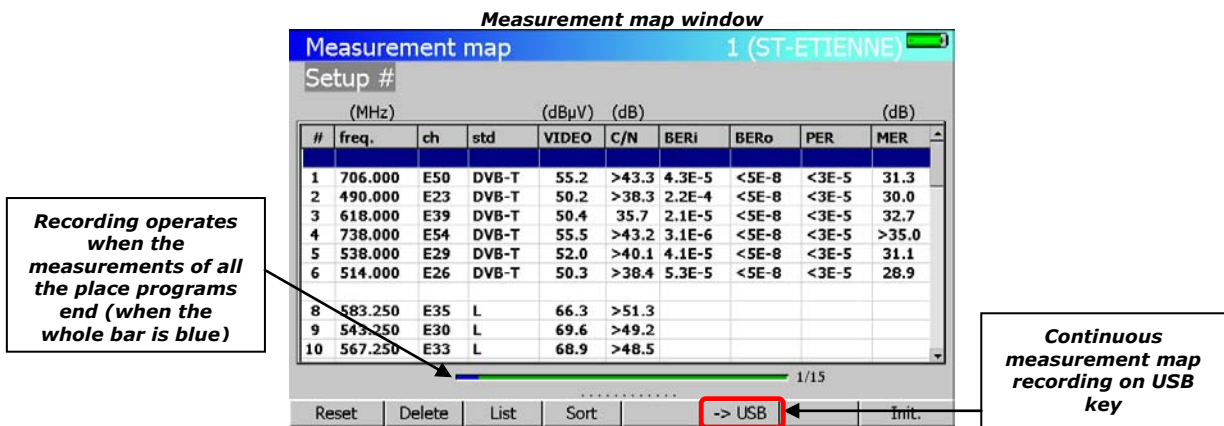 Measurement map window
Measurement map 1 (ST-ETIENNE)
Setup #
(MHz) (dBµV) (dB) (dB)
# freq. ch std VIDEO C/N BERi BERo PER MER
1 706.000 E50 DVB-T 55.2 >43.3 4.3E-5 <5E-8 <3E-5 31.3
2 490.000 E23 DVB-T 50.2 >38.3 2.2E-4 <5E-8 <3E-5 30.0
3 618.000 E39 DVB-T 50.4 35.7 2.1E-5 <5E-8 <3E-5 32.7
4 738.000 E54 DVB-T 55.5 >43.2 3.1E-6 <5E-8 <3E-5 >35.0
5 538.000 E29 DVB-T 52.0 >40.1 4.1E-5 <5E-8 <3E-5 31.1
6 514.000 E26 DVB-T 50.3 >38.4 5.3E-5 <5E-8 <3E-5 28.9
8 583.250 E35 L 66.3 >51.3
9 543.250 E30 L 69.6 >49.2
10 567.250 E33 L 68.9 >48.5
1/15
Reset Delete List Sort -> USB Init.
Recording operates
when the
measurements of all
the place programs
end (when the
whole bar is blue)
Continuous
measurement map
recording on USB
key